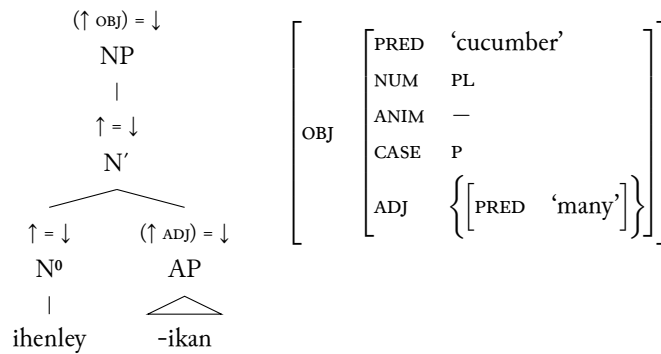 (↑ OBJ) = ↓
NP
↑ = ↓
N′
↑ = ↓ (↑ ADJ) = ↓
N⁰ AP
ihenley -ikan
OBJ
PRED ‘cucumber’
NUM PL
ANIM —
CASE P
ADJ {[PRED ‘many’]}